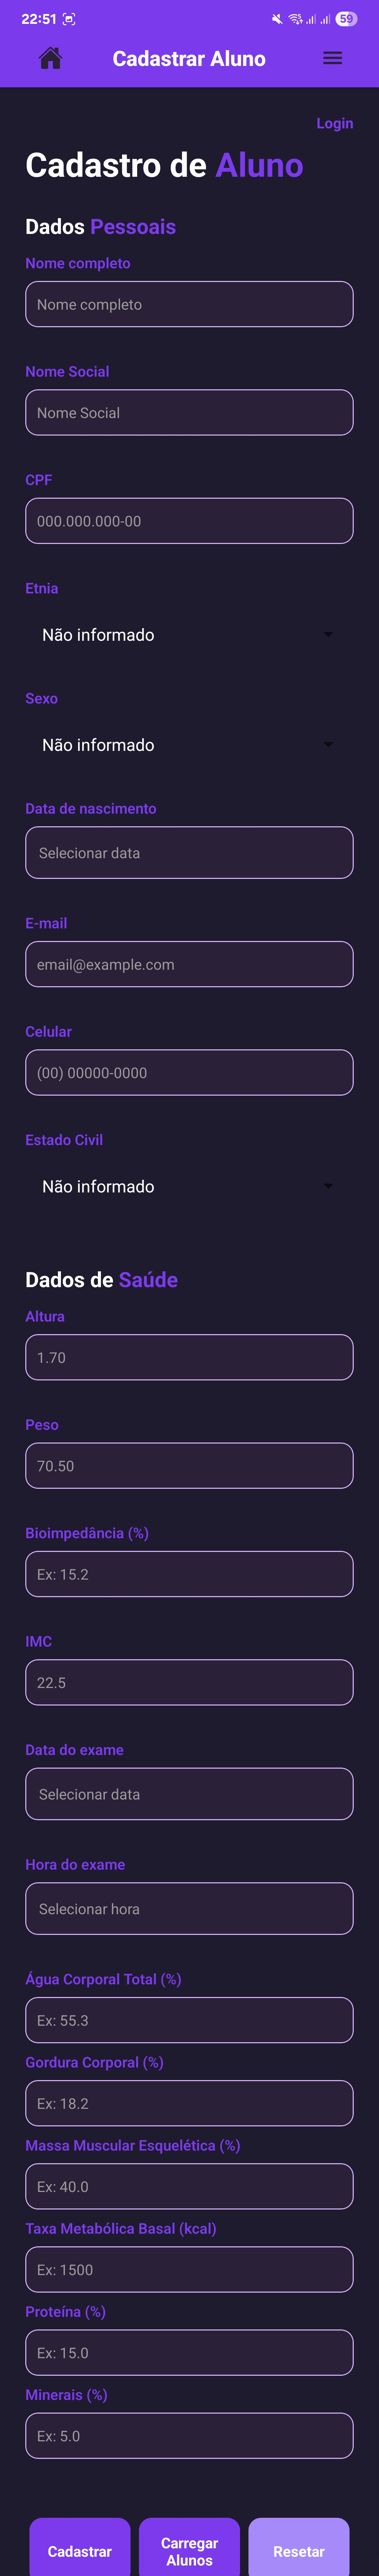 22:51
59
Cadastrar Aluno
Login
Cadastro de Aluno
Dados Pessoais
Nome completo
Nome completo
Nome Social
Nome Social
CPF
000.000.000-00
Etnia
Não informado
Sexo
Não informado
Data de nascimento
Selecionar data
E-mail
email@example.com
Celular
(00) 00000-0000
Estado Civil
Não informado
Dados de Saúde
Altura
1.70
Peso
70.50
Bioimpedância (%)
Ex: 15.2
IMC
22.5
Data do exame
Selecionar data
Hora do exame
Selecionar hora
Água Corporal Total (%)
Ex: 55.3
Gordura Corporal (%)
Ex: 18.2
Massa Muscular Esquelética (%)
Ex: 40.0
Taxa Metabólica Basal (kcal)
Ex: 1500
Proteína (%)
Ex: 15.0
Minerais (%)
Ex: 5.0
Cadastrar
Carregar
Alunos
Resetar